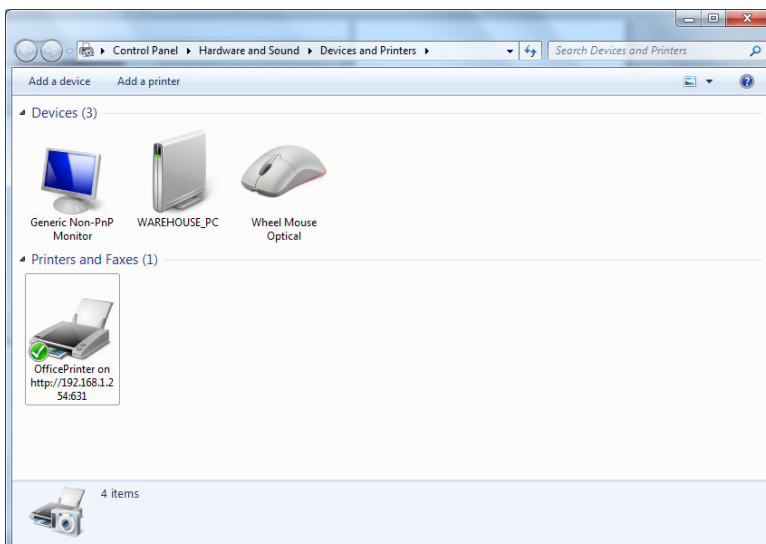 Control Panel Hardware and Sound Devices and Printers
Search Devices and Printers
Add a device Add a printer
Devices (3)
Generic Non-PnP
Monitor
WAREHOUSE_PC
Wheel Mouse
Optical
Printers and Faxes (1)
OfficePrinter on
http://192.168.1.2
54:631
4 items